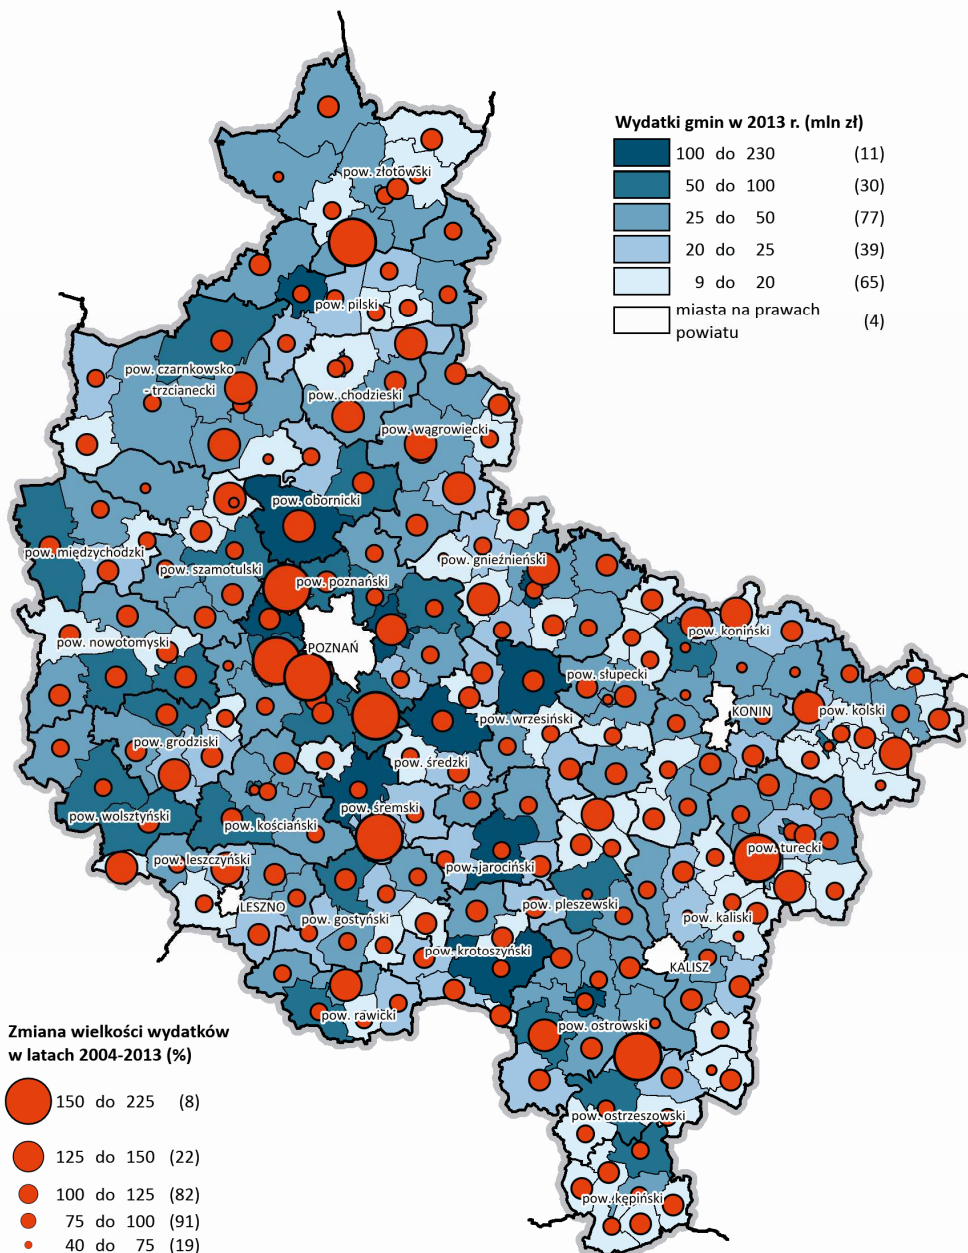 Wydatki gmin w 2013 r. (mln zł)
100 do 230 (11)
50 do 100 (30)
25 do 50 (77)
20 do 25 (39)
9 do 20 (65)
miasta na prawach
powiatu (4)
pow. złotowski
pow. pilski
pow. czarnkowsko
- trzcianecki
pow. chodzieski
pow. wągrowiecki
pow. obornicki
pow. międzychodzki
pow. szamotulski
pow. gnieźnieński
pow. poznański
pow. nowotomyski
POZNAŃ
pow. koniński
pow. słupecki
KONIN
pow. kolski
pow. wrzesiński
pow. grodziski
pow. średzki
pow. wolsztyński
pow. śremski
pow. kościański
pow. turecki
pow. leszczyński
pow. jarociński
LESZNO
pow. gostyński
pow. pleszewski
pow. kaliski
pow. krotoszyński
KALISZ
pow. rawicki
pow. ostrowski
pow. ostrzeszowski
pow. kępiński
Zmiana wielkości wydatków
w latach 2004-2013 (%)
150 do 225 (8)
125 do 150 (22)
100 do 125 (82)
75 do 100 (91)
40 do 75 (19)